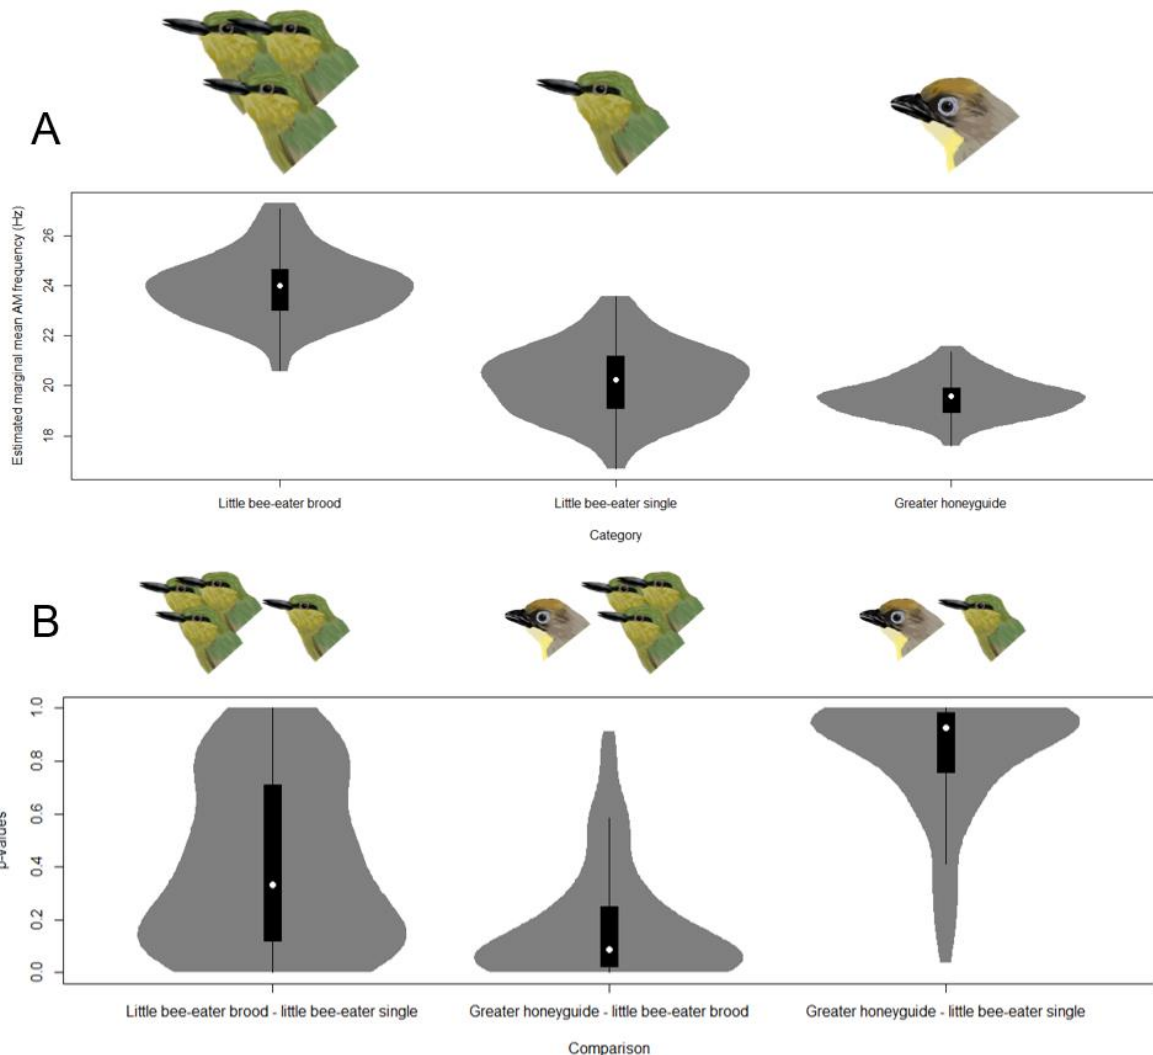 A
Estimated marginal mean AM frequency (Hz)
26
24
22
20
18
Little bee-eater brood
Little bee-eater single
Greater honeyguide
Category
B
p-values
1.0
0.8
0.6
0.4
0.2
0.0
Little bee-eater brood - little bee-eater single
Greater honeyguide - little bee-eater brood
Greater honeyguide - little bee-eater single
Comparison